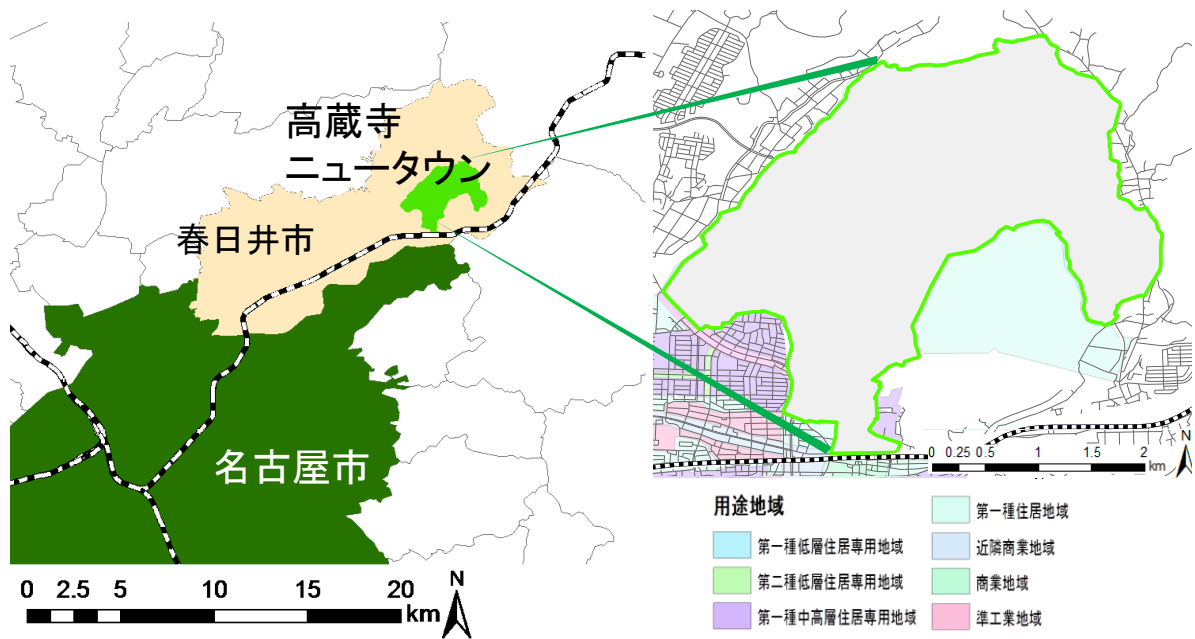 高蔵寺
ニュータウン
春日井市
名古屋市
0 2.5 5 10 15 20
km
N
0 0.25 0.5 1 1.5 2
km
N
用途地域
第一種低層住居専用地域
第二種低層住居専用地域
第一種中高層住居専用地域
第一種住居地域
近隣商業地域
商業地域
準工業地域